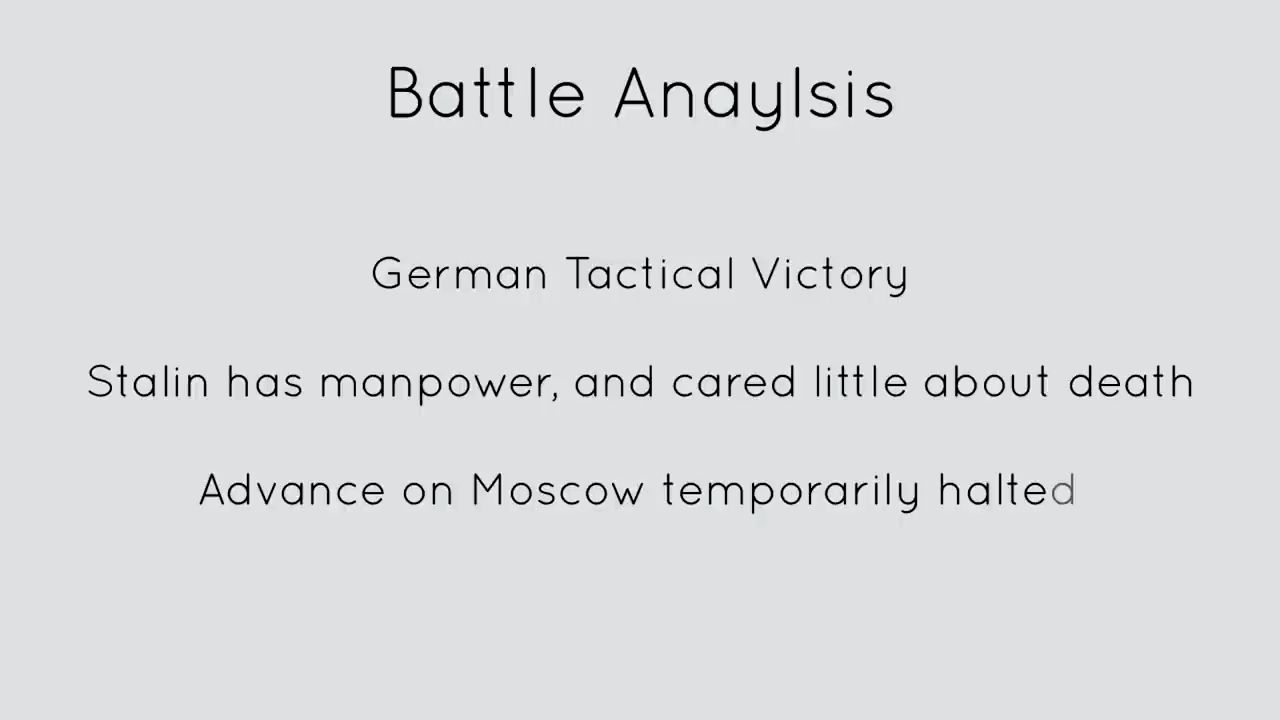 Battle Anaylsis
German Tactical Victory
Stalin has manpower, and cared little about death
Advance on Moscow temporarily halted